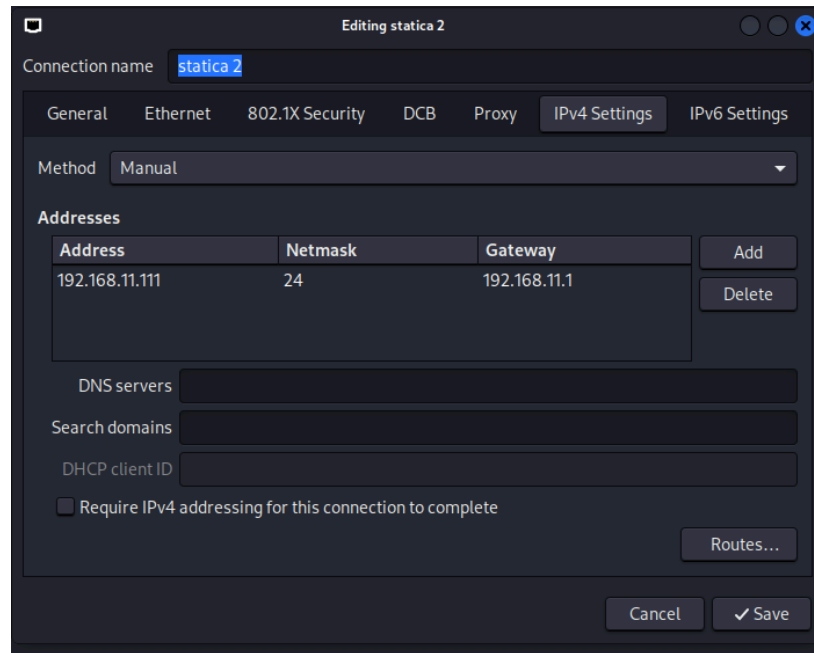 Editing statica 2
Connection name statica 2
General Ethernet 802.1X Security DCB Proxy IPv4 Settings IPv6 Settings
Method Manual
Addresses
Address Netmask Gateway Add
192.168.11.111 24 192.168.11.1
Delete
DNS servers
Search domains
DHCP client ID
Require IPv4 addressing for this connection to complete
Routes...
Cancel Save